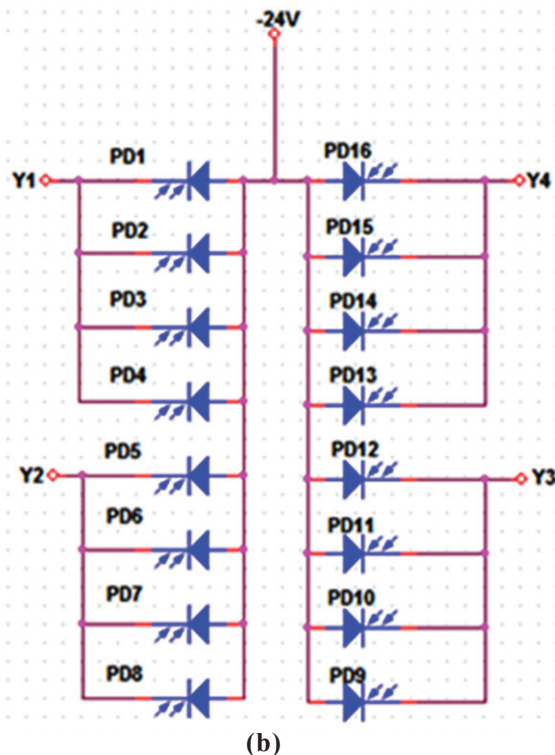 -24V
PD1 PD16
Y1 Y4
PD2 PD15
PD3 PD14
PD4 PD13
PD5 PD12
Y2 Y3
PD6 PD11
PD7 PD10
PD8 PD9
(b)